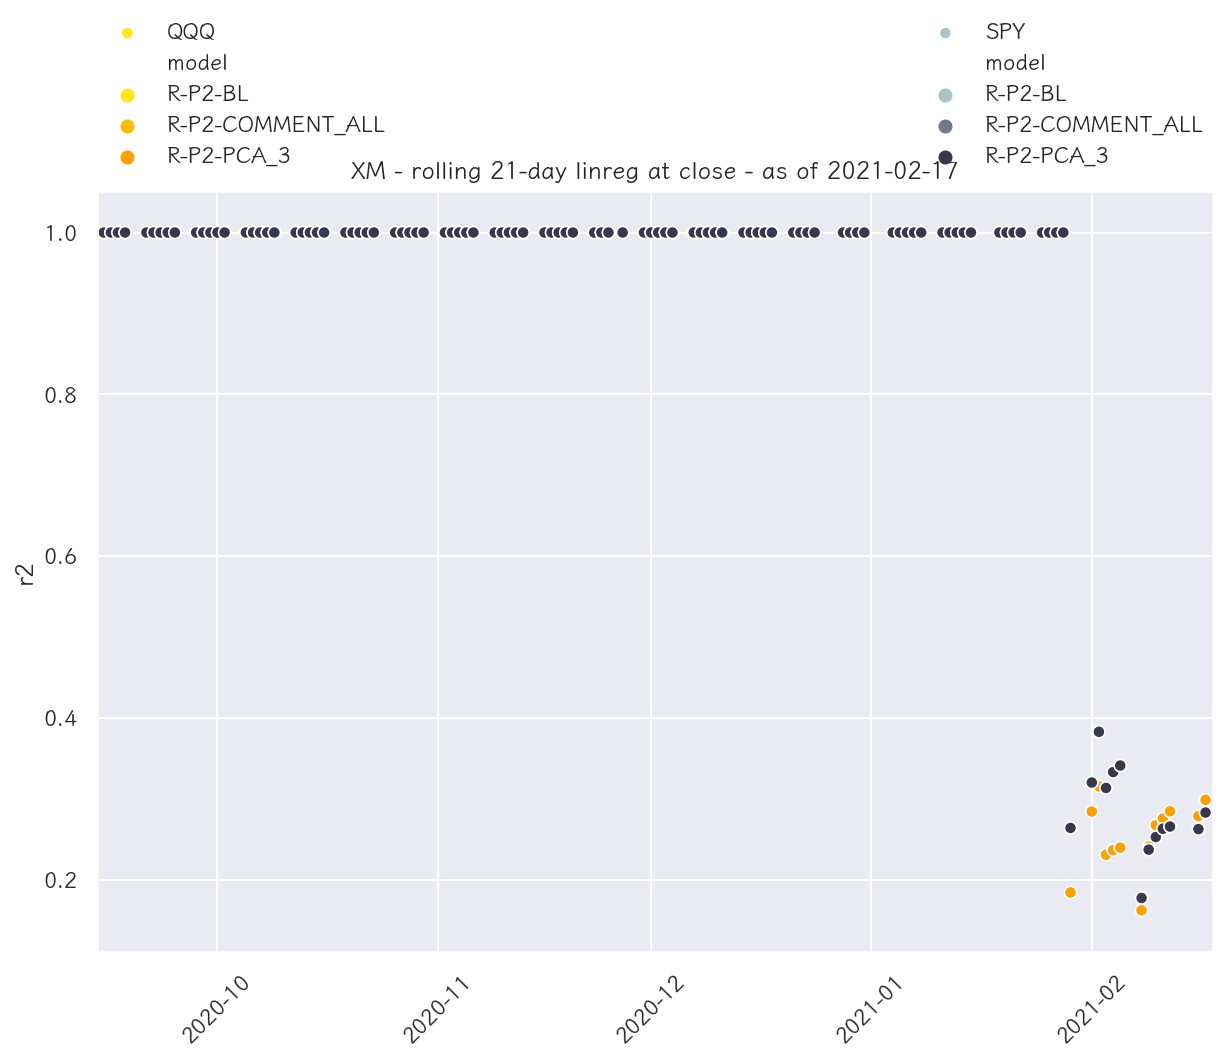 QQQ
model
R-P2-BL
R-P2-COMMENT_ALL
R-P2-PCA_3
SPY
model
R-P2-BL
R-P2-COMMENT_ALL
R-P2-PCA_3
XM - rolling 21-day linreg at close - as of 2021-02-17
1.0
0.8
0.6
0.4
0.2
r2
2020-10
2020-11
2020-12
2021-01
2021-02